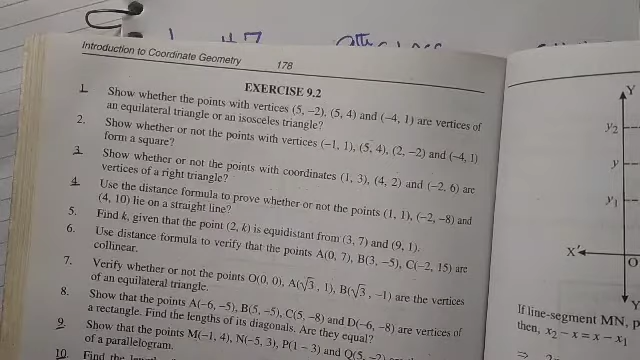 Introduction to Coordinate Geometry
178
EXERCISE 9.2
1. Show whether the points with vertices (5, −2), (5, 4) and (−4, 1) are vertices of
an equilateral triangle or an isosceles triangle?
2. Show whether or not the points with vertices (−1, 1), (5, 4), (2, −2) and (−4, 1)
form a square?
3. Show whether or not the points with coordinates (1, 3), (4, 2) and (−2, 6) are
vertices of a right triangle?
4. Use the distance formula to prove whether or not the points (1, 1), (−2, −8) and
(4, 10) lie on a straight line?
5. Find k, given that the point (2, k) is equidistant from (3, 7) and (9, 1).
6. Use distance formula to verify that the points A(0, 7), B(3, −5), C(−2, 15) are
collinear.
7. Verify whether or not the points O(0, 0), A(√3, 1), B(√3, −1) are the vertices
of an equilateral triangle.
8. Show that the points A(−6, −5), B(5, −5), C(5, −8) and D(−6, −8) are vertices of
a rectangle. Find the lengths of its diagonals. Are they equal?
9. Show that the points M(−1, 4), N(−5, 3), P(1 −3) and Q(5, −2) are the
of a parallelogram.
10. Find the
Y
y₂
y
y₁
X′
O
Y
If line-segment MN, p
then, x₂ − x = x − x₁
⇒